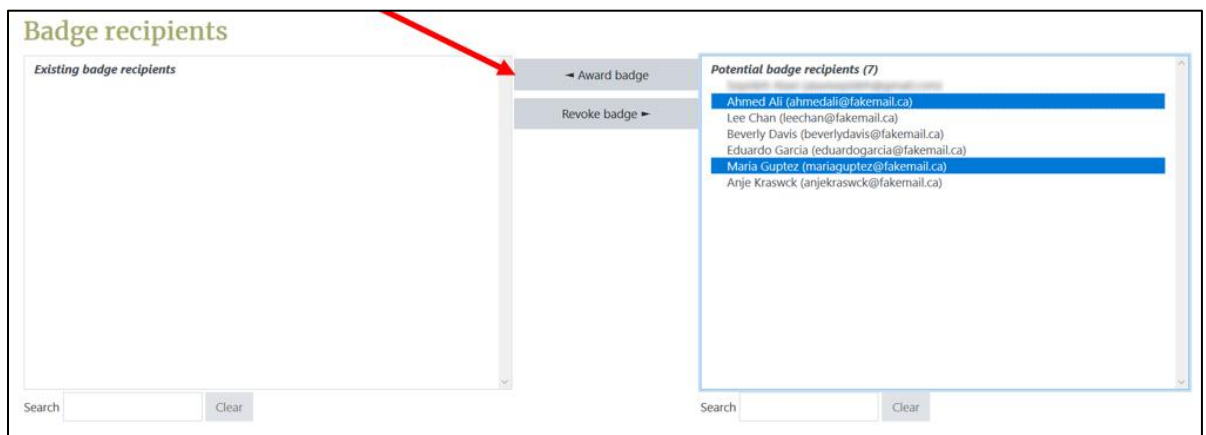 Badge recipients
Existing badge recipients
◄ Award badge
Revoke badge ►
Potential badge recipients (7)
Ahmed Ali (ahmedali@fakemail.ca)
Lee Chan (leechan@fakemail.ca)
Beverly Davis (beverlydavis@fakemail.ca)
Eduardo Garcia (eduardogarcia@fakemail.ca)
Maria Guptez (mariaguptez@fakemail.ca)
Anje Kraswck (anjekraswck@fakemail.ca)
Search
Clear
Search
Clear